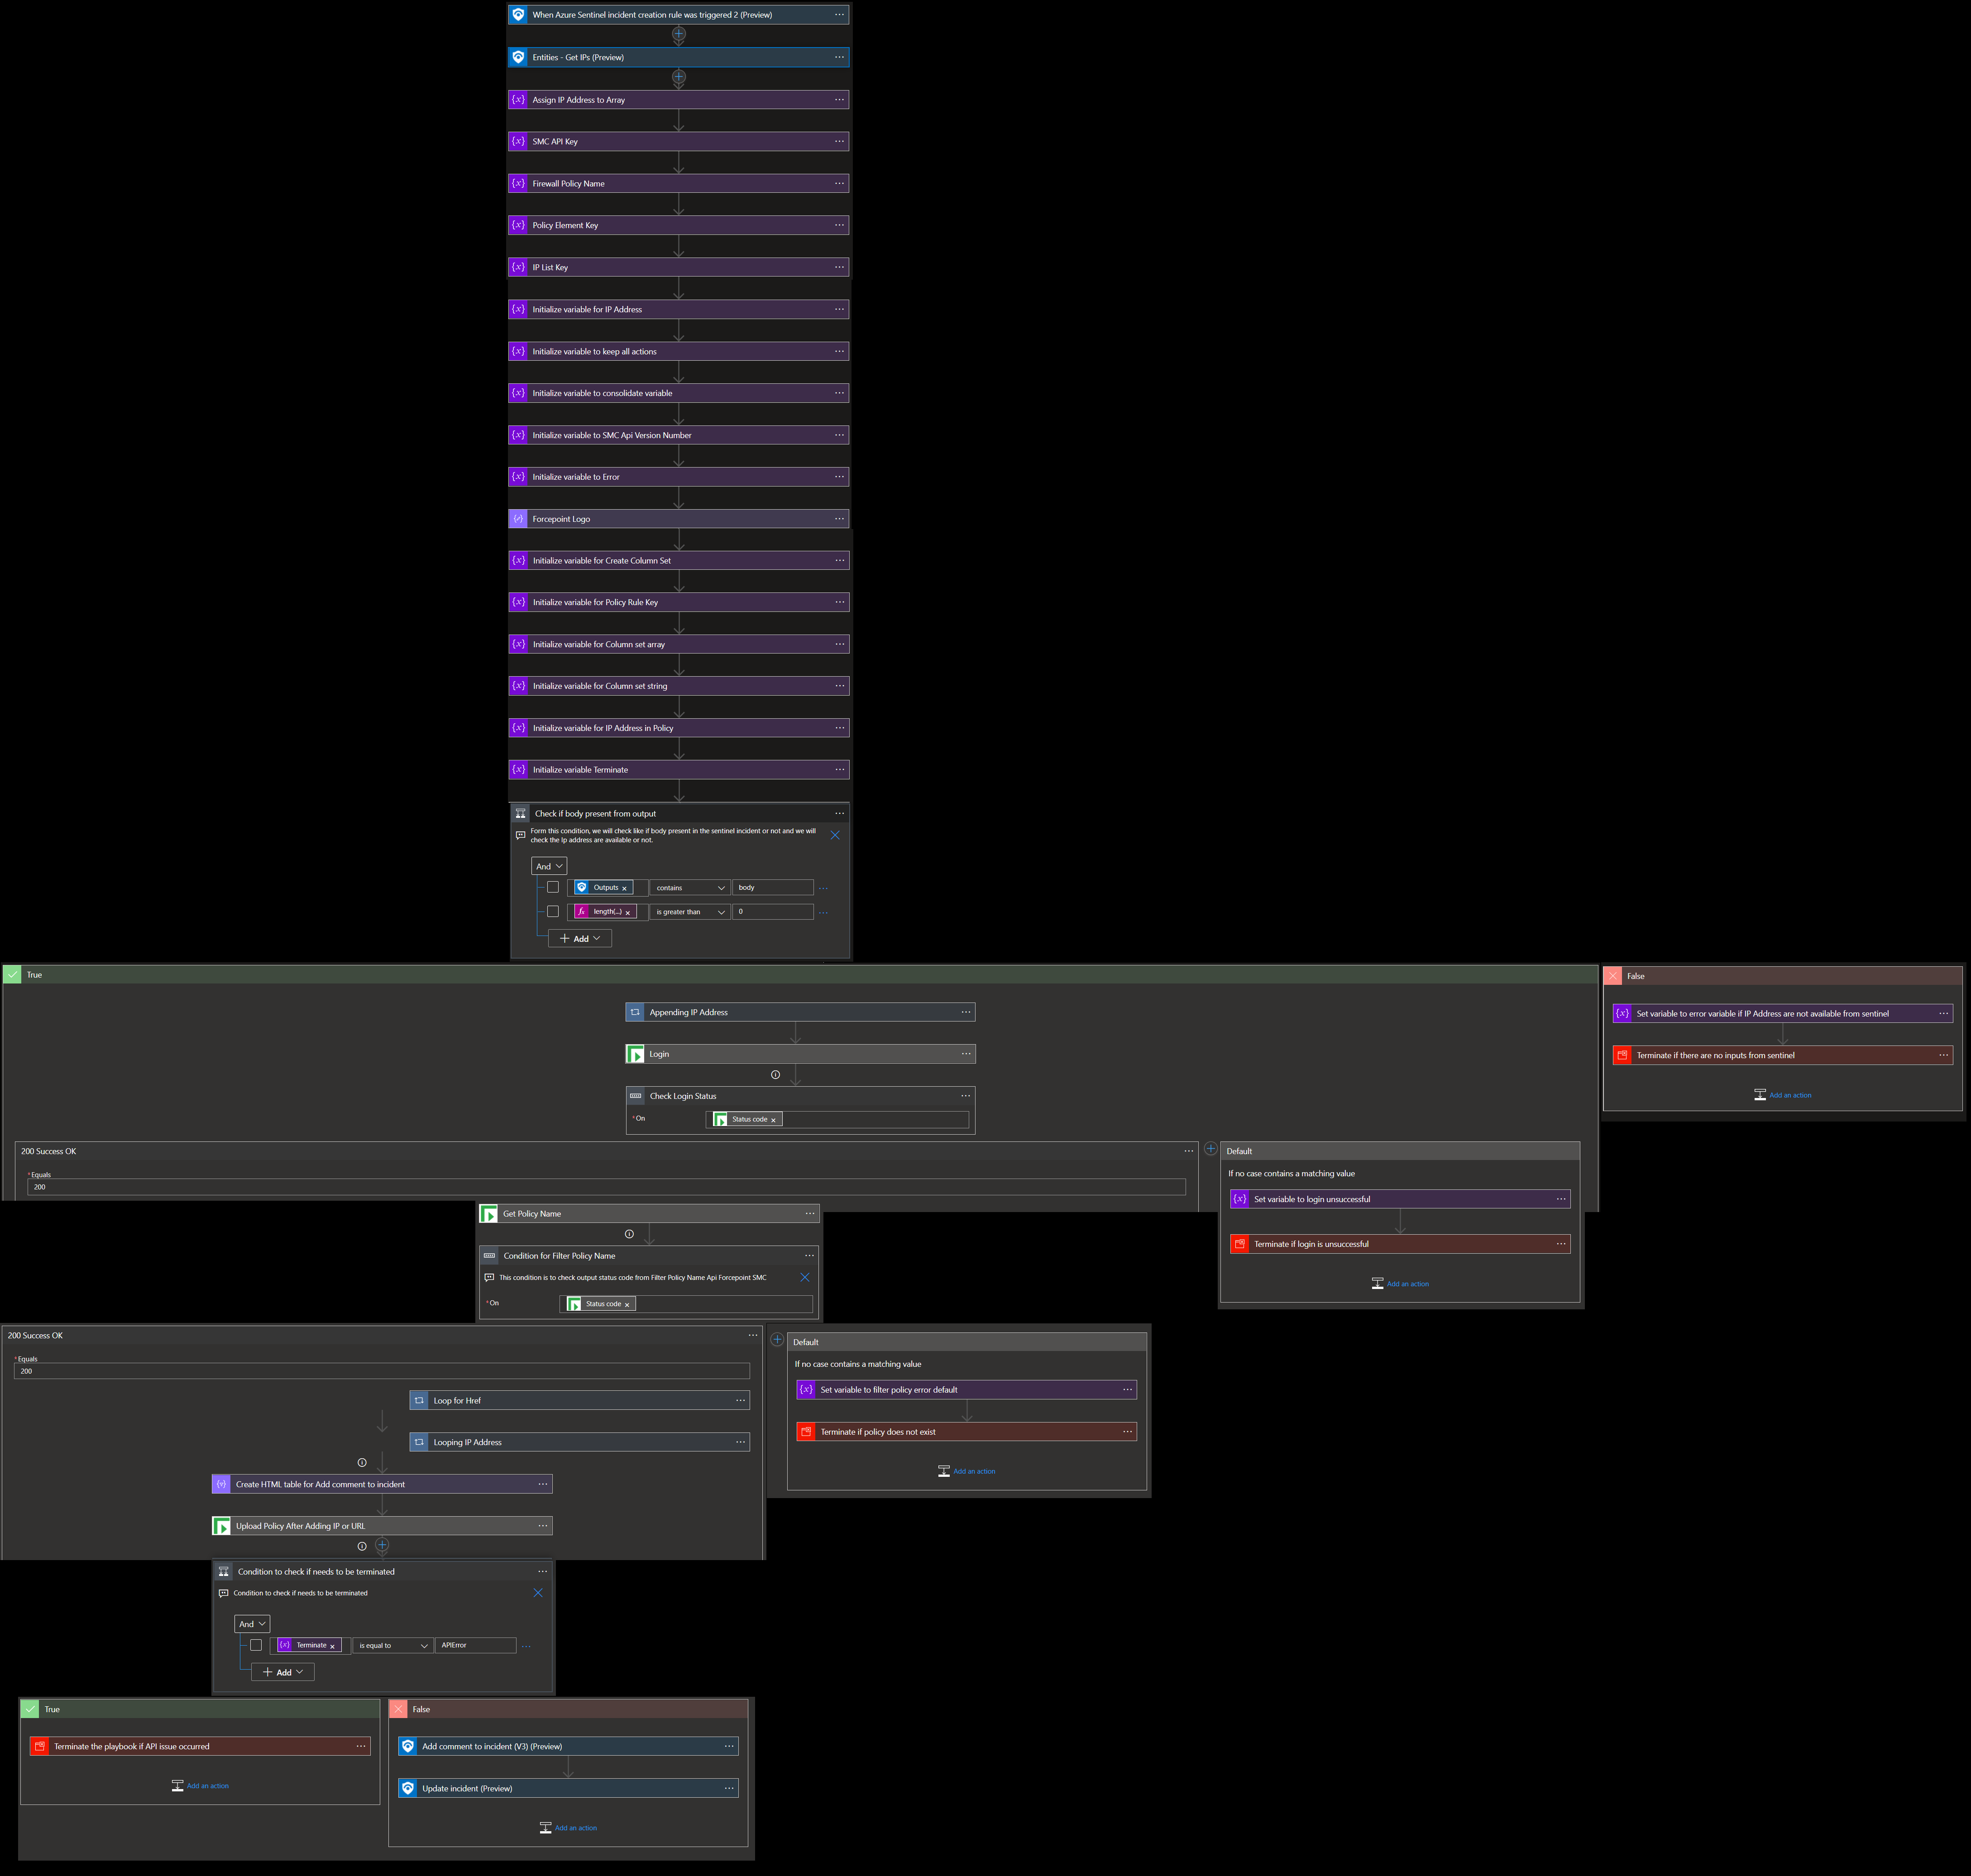 When Azure Sentinel incident creation rule was triggered 2 (Preview)
Entities - Get IPs (Preview)
Assign IP Address to Array
SMC API Key
Firewall Policy Name
Policy Element Key
IP List Key
Initialize variable for IP Address
Initialize variable to keep all actions
Initialize variable to consolidate variable
Initialize variable to SMC Api Version Number
Initialize variable to Error
Forcepoint Logo
Initialize variable for Create Column Set
Initialize variable for Policy Rule Key
Initialize variable for Column set array
Initialize variable for Column set string
Initialize variable for IP Address in Policy
Initialize variable Terminate
Check if body present from output
Form this condition, we will check like if body present in the sentinel incident or not and we will
check the Ip address are available or not.
And
Outputs contains body
length(...) is greater than 0
Add
True
Appending IP Address
Login
Check Login Status
*On Status code
False
Set variable to error variable if IP Address are not available from sentinel
Terminate if there are no inputs from sentinel
Add an action
200 Success OK
*Equals
200
Default
If no case contains a matching value
Set variable to login unsuccessful
Terminate if login is unsuccessful
Add an action
Get Policy Name
Condition for Filter Policy Name
This condition is to check output status code from Filter Policy Name Api Forcepoint SMC
*On Status code
200 Success OK
*Equals
200
Loop for Href
Looping IP Address
Create HTML table for Add comment to incident
Upload Policy After Adding IP or URL
Default
If no case contains a matching value
Set variable to filter policy error default
Terminate if policy does not exist
Add an action
Condition to check if needs to be terminated
Condition to check if needs to be terminated
And
Terminate is equal to APIError
Add
True
Terminate the playbook if API issue occurred
Add an action
False
Add comment to incident (V3) (Preview)
Update incident (Preview)
Add an action